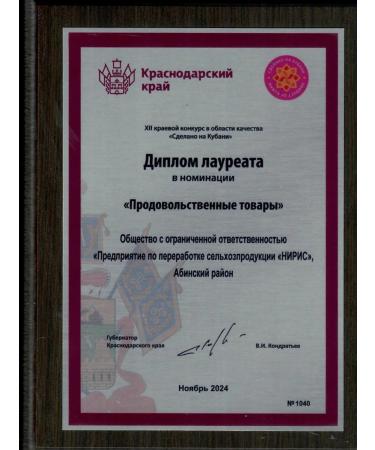 Краснодарский
край
XII краевой конкурс в области качества
«Сделано на Кубани»
Диплом лауреата
в номинации
«Продовольственные товары»
Общество с ограниченной ответственностью
«Предприятие по переработке сельхозпродукции «НИРИС»,
Абинский район
Губернатор
Краснодарского края
В.И. Кондратьев
Ноябрь 2024
№ 1040